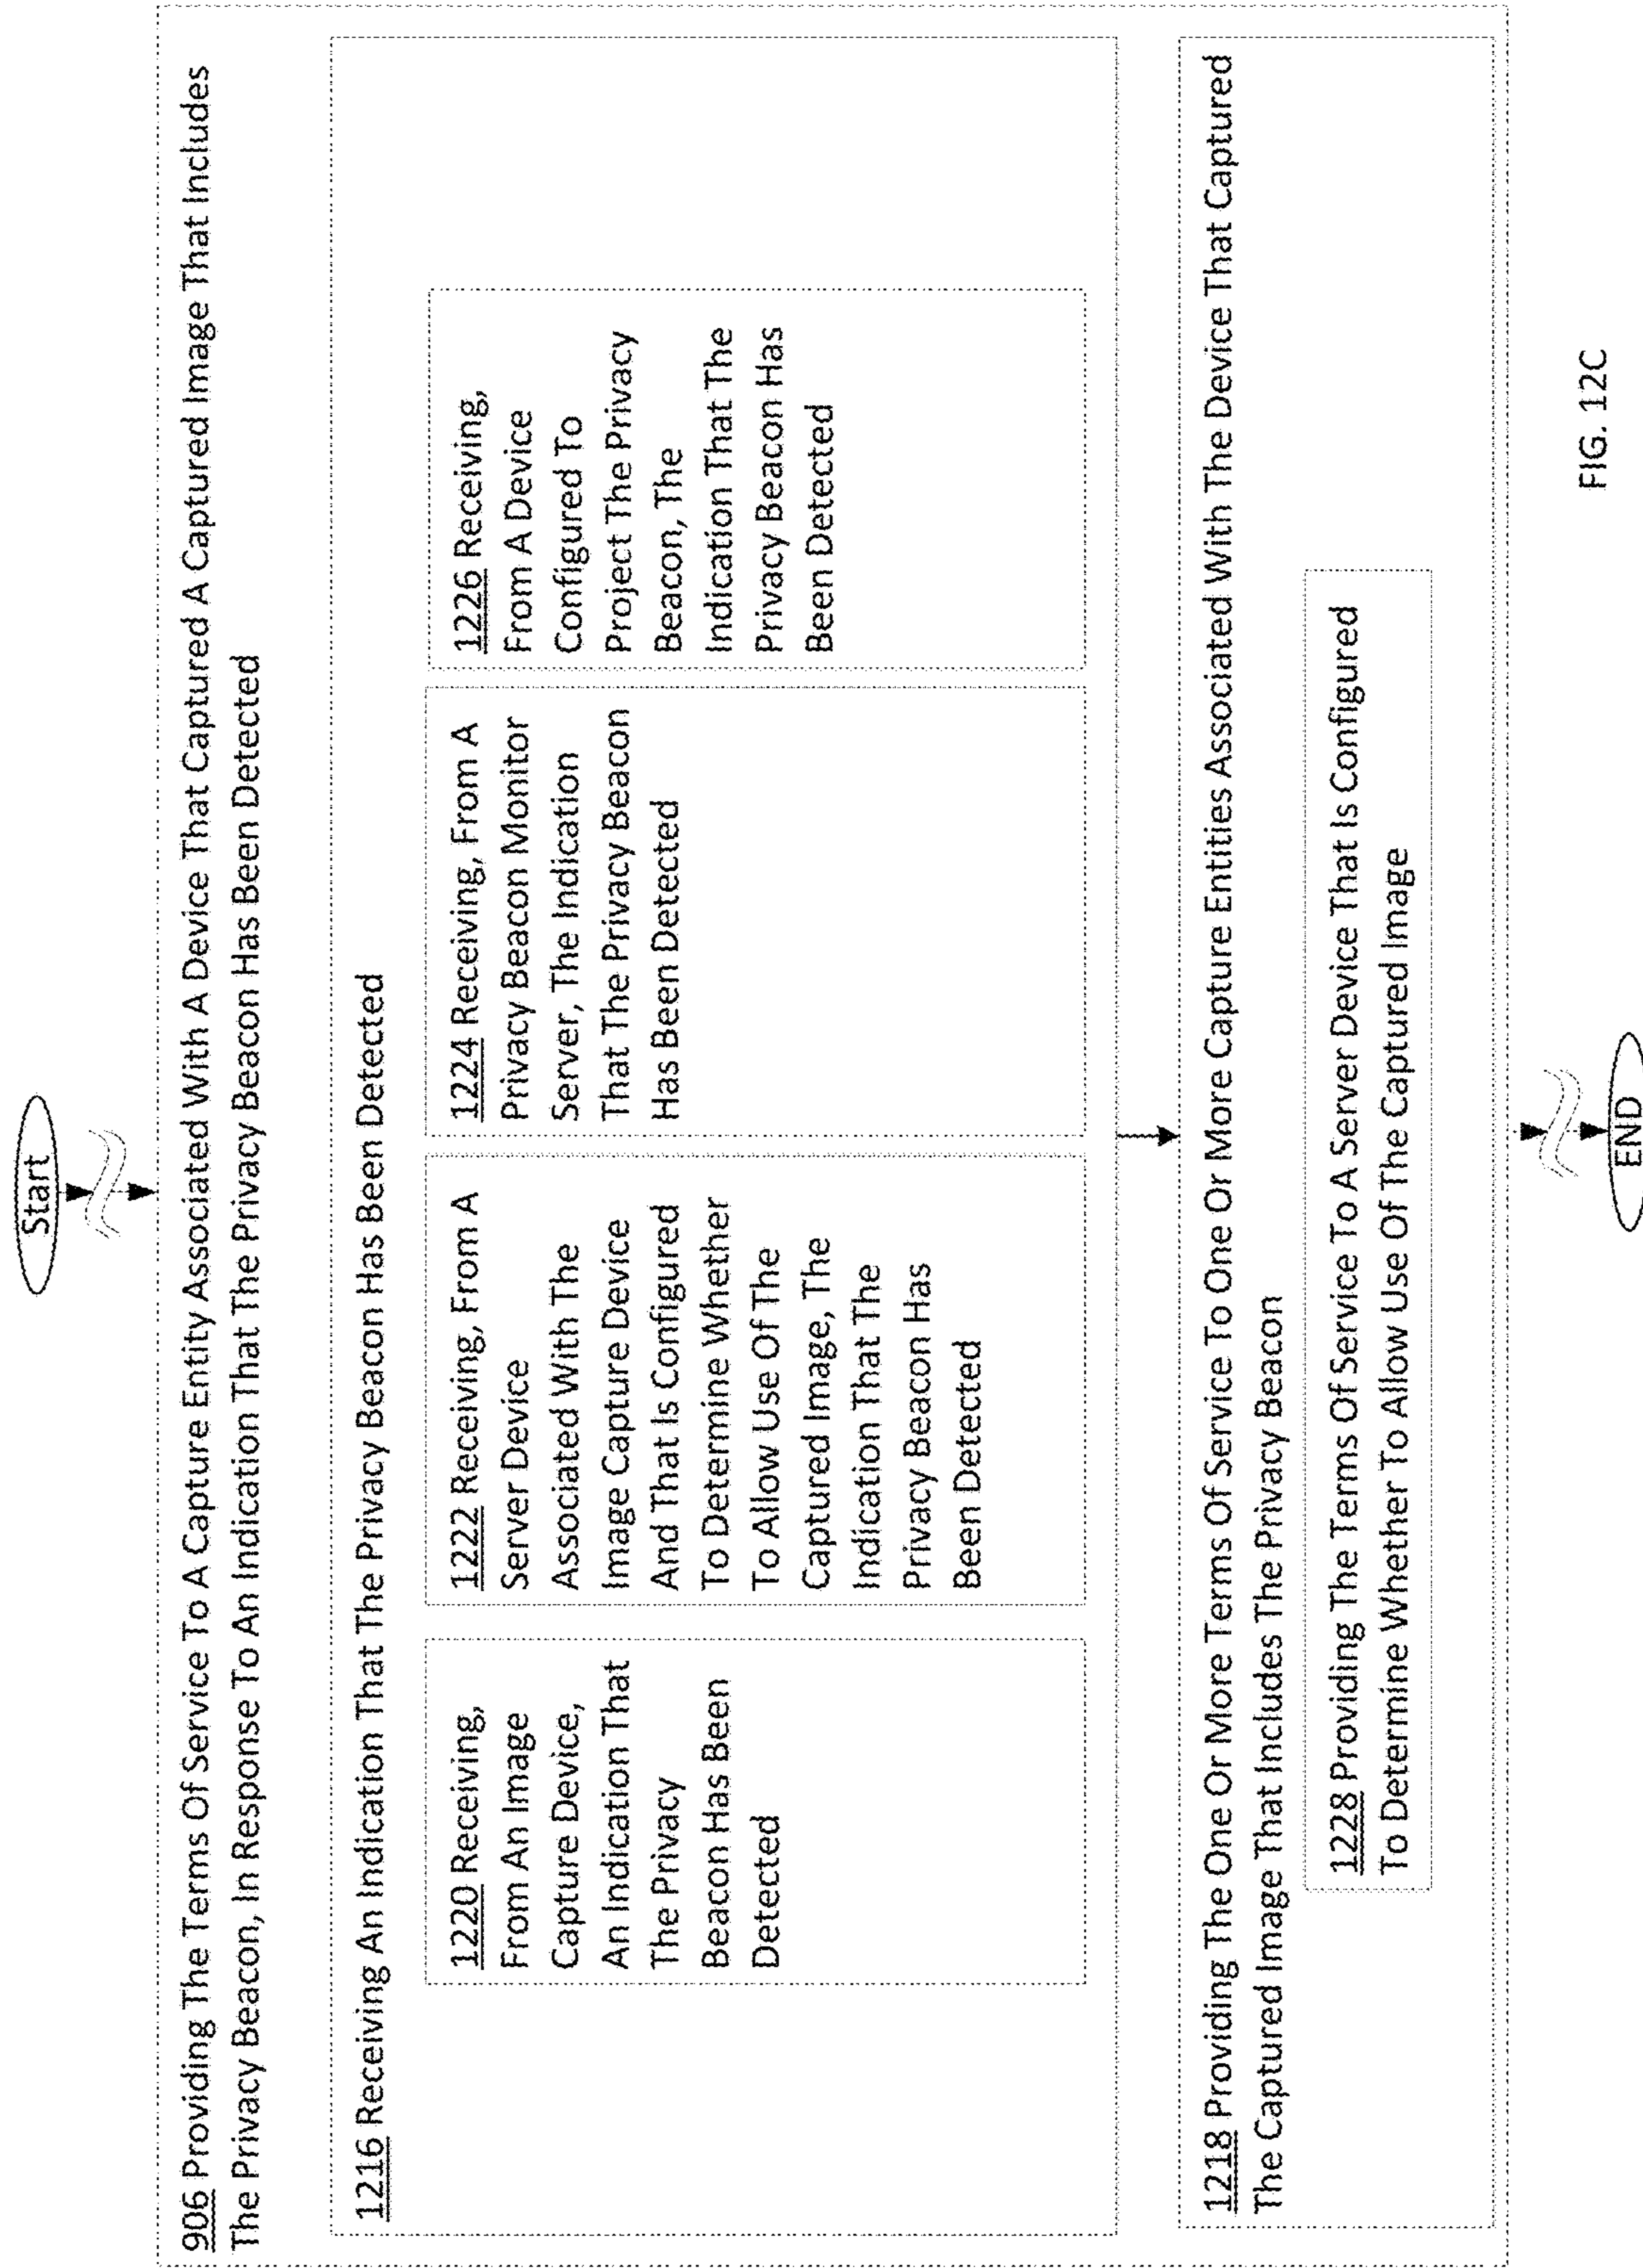 Start
906 Providing The Terms Of Service To A Capture Entity Associated With A Device That Captured A Captured Image That Includes
The Privacy Beacon, In Response To An Indication That The Privacy Beacon Has Been Detected
1216 Receiving An Indication That The Privacy Beacon Has Been Detected
1220 Receiving,
From An Image
Capture Device,
An Indication That
The Privacy
Beacon Has Been
Detected
1222 Receiving, From A
Server Device
Associated With The
Image Capture Device
And That Is Configured
To Determine Whether
To Allow Use Of The
Captured Image, The
Indication That The
Privacy Beacon Has
Been Detected
1224 Receiving, From A
Privacy Beacon Monitor
Server, The Indication
That The Privacy Beacon
Has Been Detected
1226 Receiving,
From A Device
Configured To
Project The Privacy
Beacon, The
Indication That The
Privacy Beacon Has
Been Detected
1218 Providing The One Or More Terms Of Service To One Or More Capture Entities Associated With The Device That Captured
The Captured Image That Includes The Privacy Beacon
1228 Providing The Terms Of Service To A Server Device That Is Configured
To Determine Whether To Allow Use Of The Captured Image
END
FIG. 12C